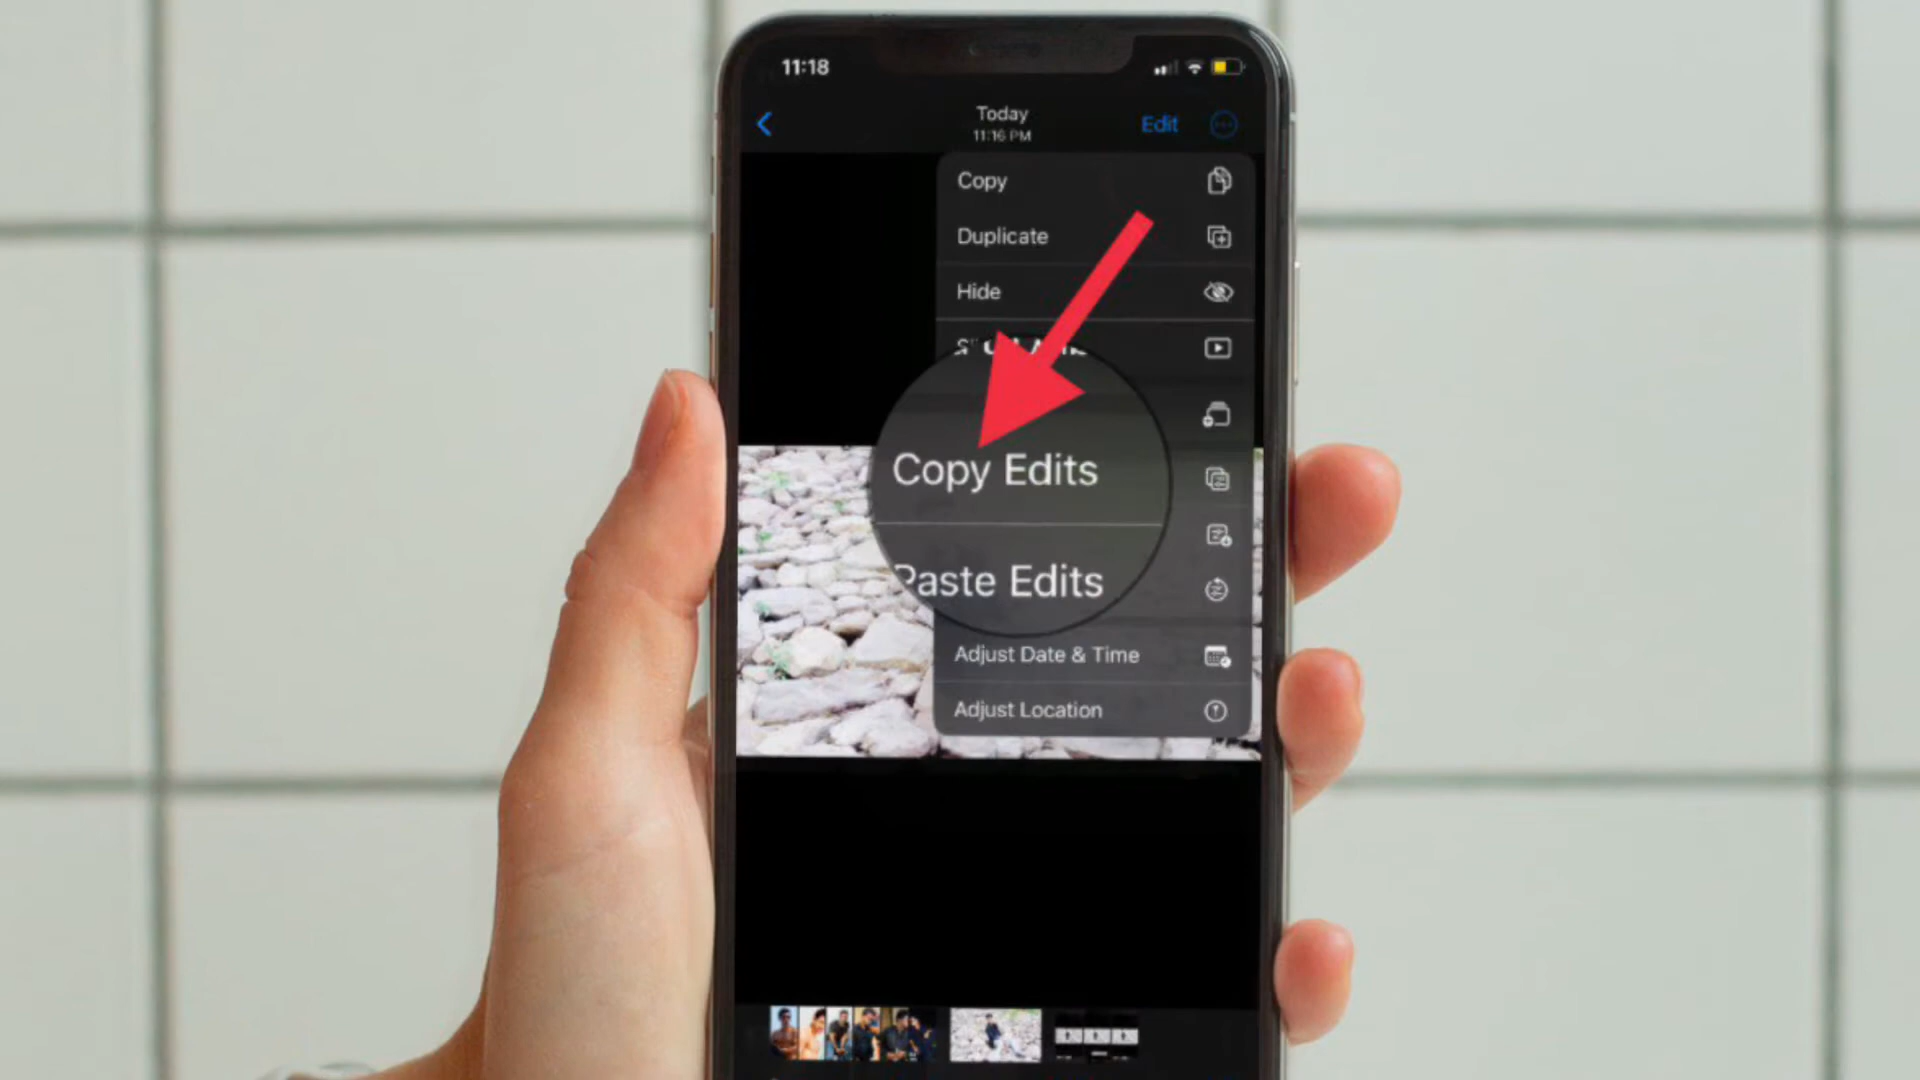 11:18
Today
11:16 PM
Edit
Copy
Duplicate
Hide
Copy Edits
Paste Edits
Adjust Date & Time
Adjust Location